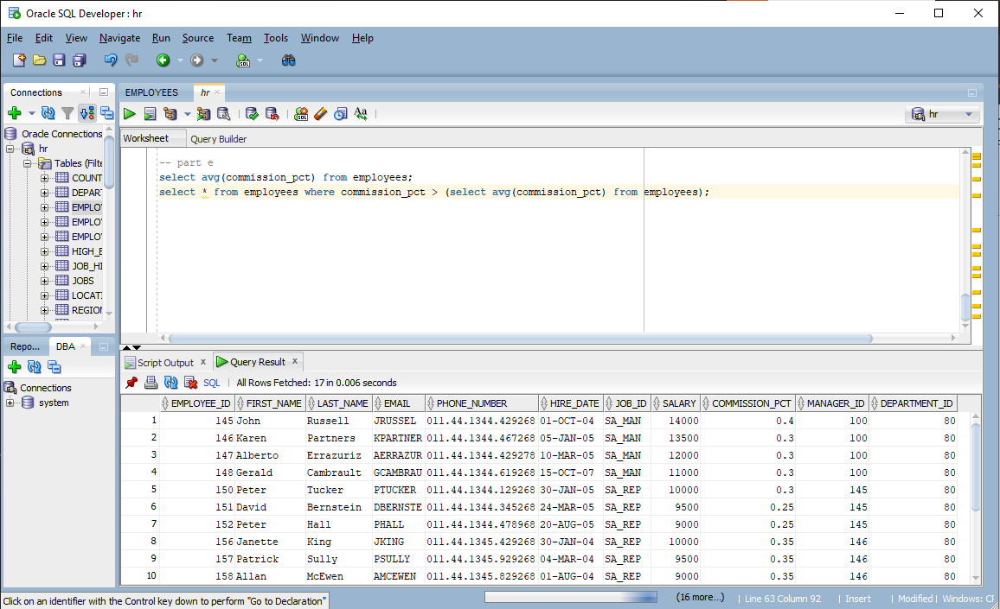 Oracle SQL Developer : hr
File Edit View Navigate Run Source Team Tools Window Help
Connections
Oracle Connections
hr
Tables (Filte
COUNT
DEPAR
EMPLO
EMPLO
EMPLO
HIGH_E
JOB_HI
JOBS
LOCATI
REGION
Repo... DBA
Connections
system
EMPLOYEES hr
hr
Worksheet Query Builder
-- part e
select avg(commission_pct) from employees;
select * from employees where commission_pct > (select avg(commission_pct) from employees);
Script Output x Query Result x
SQL | All Rows Fetched: 17 in 0.006 seconds
EMPLOYEE_ID FIRST_NAME LAST_NAME EMAIL PHONE_NUMBER HIRE_DATE JOB_ID SALARY COMMISSION_PCT MANAGER_ID DEPARTMENT_ID
1 145 John Russell JRUSSEL 011.44.1344.429268 01-OCT-04 SA_MAN 14000 0.4 100 80
2 146 Karen Partners KPARTNER 011.44.1344.467268 05-JAN-05 SA_MAN 13500 0.3 100 80
3 147 Alberto Errazuriz AERRAZUR 011.44.1344.429278 10-MAR-05 SA_MAN 12000 0.3 100 80
4 148 Gerald Cambrault GCAMBRAU 011.44.1344.619268 15-OCT-07 SA_MAN 11000 0.3 100 80
5 150 Peter Tucker PTUCKER 011.44.1344.129268 30-JAN-05 SA_REP 10000 0.3 145 80
6 151 David Bernstein DBERNSTE 011.44.1344.345268 24-MAR-05 SA_REP 9500 0.25 145 80
7 152 Peter Hall PHALL 011.44.1344.478968 20-AUG-05 SA_REP 9000 0.25 145 80
8 156 Janette King JKING 011.44.1345.429268 30-JAN-04 SA_REP 10000 0.35 146 80
9 157 Patrick Sully PSULLY 011.44.1345.929268 04-MAR-04 SA_REP 9500 0.35 146 80
10 158 Allan McEwen AMCEWEN 011.44.1345.829268 01-AUG-04 SA_REP 9000 0.35 146 80
Click on an identifier with the Control key down to perform "Go to Declaration"
(16 more...) | Line 63 Column 92 | Insert | Modified | Windows: CR